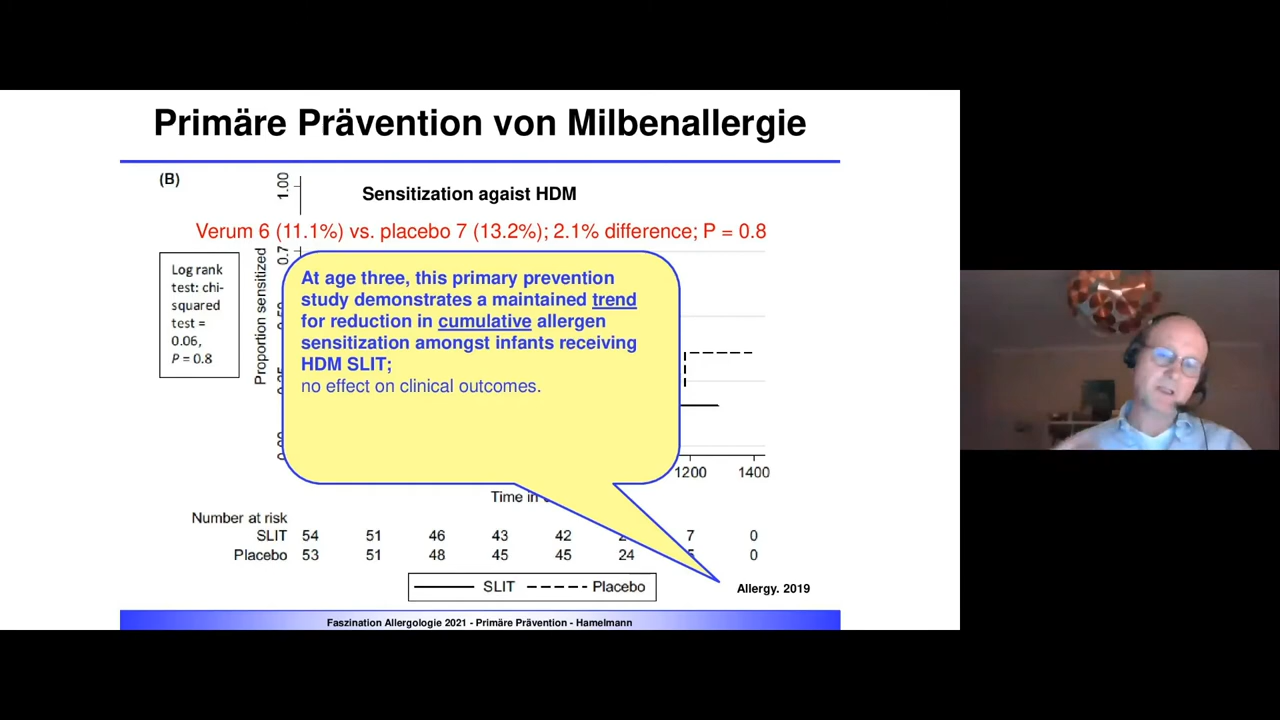 Primäre Prävention von Milbenallergie
(B)
1.00
Sensitization agaist HDM
Verum 6 (11.1%) vs. placebo 7 (13.2%); 2.1% difference; P = 0.8
Proportion sensitized
0.7
Log rank
test: chi-
squared
test =
0.06,
P = 0.8
At age three, this primary prevention
study demonstrates a maintained trend
for reduction in cumulative allergen
sensitization amongst infants receiving
HDM SLIT;
no effect on clinical outcomes.
1200 1400
Time in
Number at risk
SLIT 54 51 46 43 42 7 0
Placebo 53 51 48 45 45 24 0
SLIT Placebo
Allergy. 2019
Faszination Allergologie 2021 - Primäre Prävention - Hamelmann